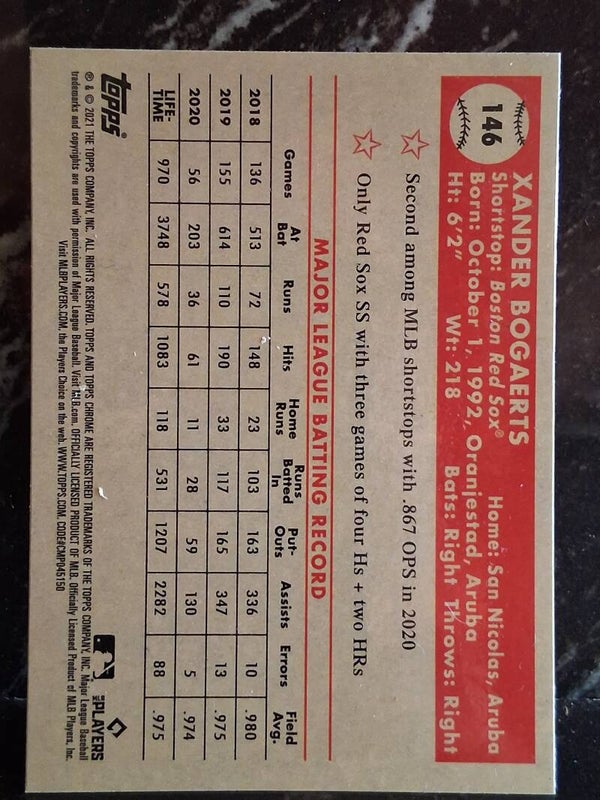 146
XANDER BOGAERTS
Shortstop: Boston Red Sox® Home: San Nicolas, Aruba
Born: October 1, 1992, Oranjestad, Aruba
Ht: 6'2" Wt: 218 Bats: Right Throws: Right
Second among MLB shortstops with .867 OPS in 2020
Only Red Sox SS with three games of four Hs + two HRs
MAJOR LEAGUE BATTING RECORD
Games At Bat Runs Hits Home Runs Runs Batted In Put-Outs Assists Errors Field Avg.
2018 136 513 72 148 23 103 163 336 10 .980
2019 155 614 110 190 33 117 165 347 13 .975
2020 56 203 36 61 11 28 59 130 5 .974
LIFE-TIME 970 3748 578 1083 118 531 1207 2282 88 .975
topps
MLB PLAYERS
® & © 2021 THE TOPPS COMPANY, INC. ALL RIGHTS RESERVED. TOPPS AND TOPPS CHROME ARE REGISTERED TRADEMARKS OF THE TOPPS COMPANY, INC. Major League Baseball
trademarks and copyrights are used with permission of Major League Baseball. Visit MLB.com. OFFICIALLY LICENSED PRODUCT OF MLB. Officially Licensed Product of MLB Players, Inc.
Visit MLBPLAYERS.COM, the Players Choice on the web. WWW.TOPPS.COM. CODE#CMP045150